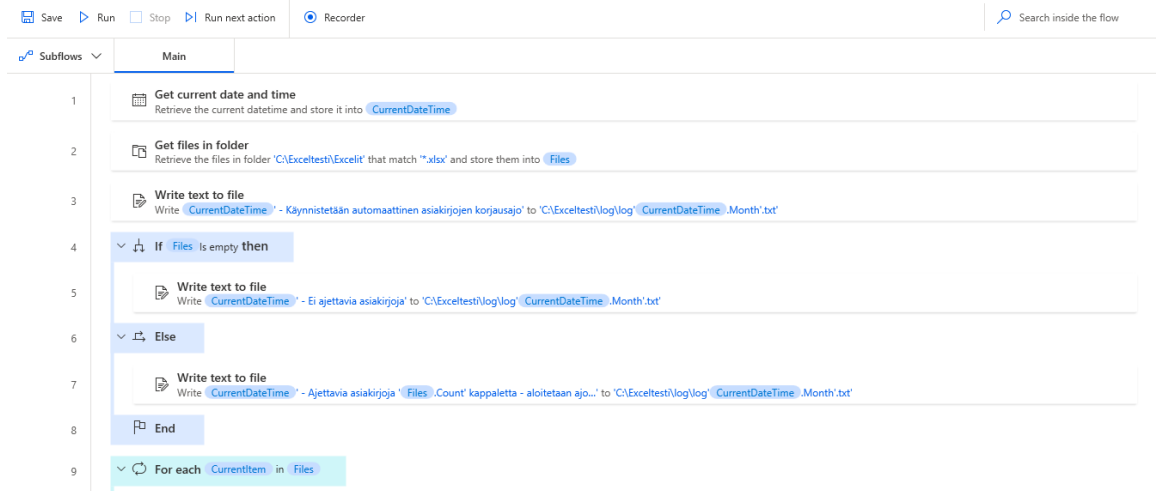 Save Run Stop Run next action Recorder Search inside the flow
Subflows Main
1 Get current date and time
Retrieve the current datetime and store it into CurrentDateTime
2 Get files in folder
Retrieve the files in folder 'C:\Exceltesti\Excelit' that match '*.xlsx' and store them into Files
3 Write text to file
Write CurrentDateTime ' - Käynnistetään automaattinen asiakirjojen korjausajo' to 'C:\Exceltesti\log\log' CurrentDateTime .Month'.txt'
4 If Files Is empty then
5 Write text to file
Write CurrentDateTime ' - Ei ajettavia asiakirjoja' to 'C:\Exceltesti\log\log' CurrentDateTime .Month'.txt'
6 Else
7 Write text to file
Write CurrentDateTime ' - Ajettavia asiakirjoja ' Files .Count' kappaletta - aloitetaan ajo...' to 'C:\Exceltesti\log\log' CurrentDateTime .Month'.txt'
8 End
9 For each CurrentItem in Files